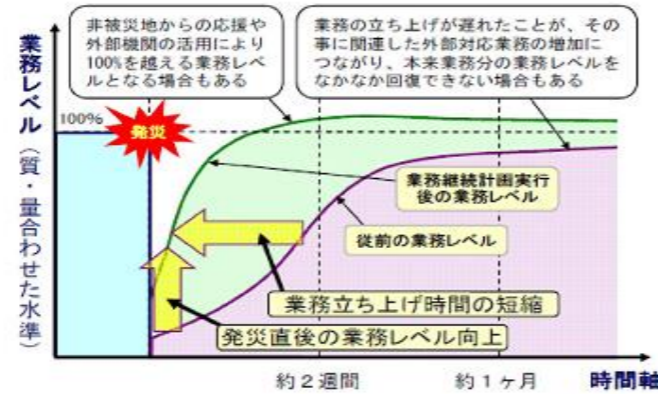 非被災地からの応援や
外部機関の活用により
100%を越える業務レベ
ルとなる場合もある
業務の立ち上げが遅れたことが、その
事に関連した外部対応業務の増加に
つながり、本来業務分の業務レベルを
なかなか回復できない場合もある
業務レベル（質・量合わせた水準）
100%
発災
業務継続計画実行
後の業務レベル
従前の業務レベル
業務立ち上げ時間の短縮
発災直後の業務レベル向上
約２週間
約１ヶ月
時間軸